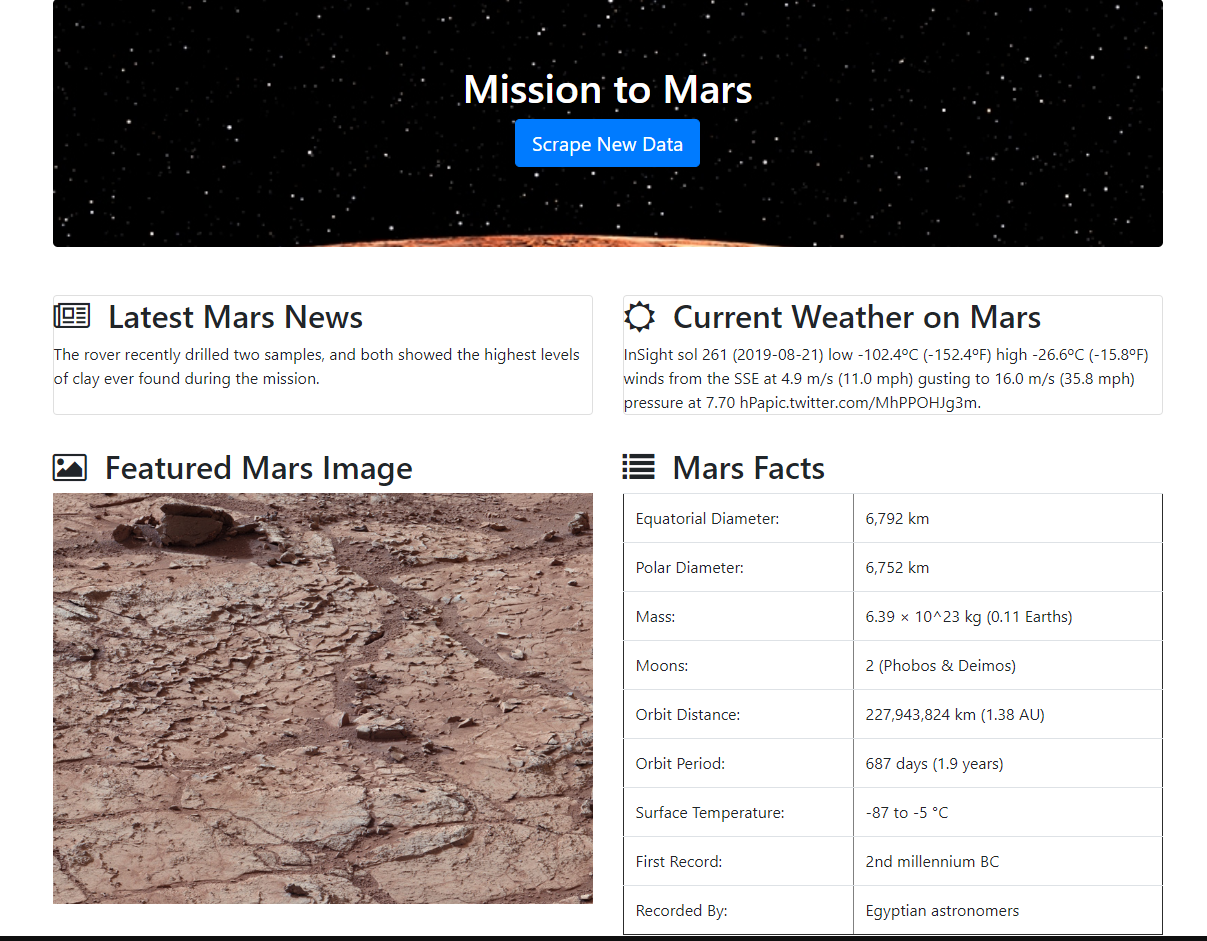 Mission to Mars
Scrape New Data
Latest Mars News
The rover recently drilled two samples, and both showed the highest levels
of clay ever found during the mission.
Current Weather on Mars
InSight sol 261 (2019-08-21) low -102.4ºC (-152.4ºF) high -26.6ºC (-15.8ºF)
winds from the SSE at 4.9 m/s (11.0 mph) gusting to 16.0 m/s (35.8 mph)
pressure at 7.70 hPapic.twitter.com/MhPPOHJg3m.
Featured Mars Image
Mars Facts
Equatorial Diameter: 6,792 km
Polar Diameter: 6,752 km
Mass: 6.39 × 10^23 kg (0.11 Earths)
Moons: 2 (Phobos & Deimos)
Orbit Distance: 227,943,824 km (1.38 AU)
Orbit Period: 687 days (1.9 years)
Surface Temperature: -87 to -5 °C
First Record: 2nd millennium BC
Recorded By: Egyptian astronomers